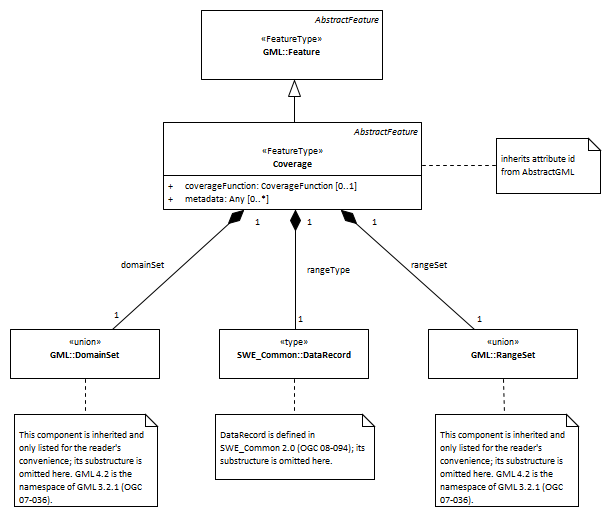 AbstractFeature
«FeatureType»
GML::Feature
AbstractFeature
«FeatureType»
Coverage
+ coverageFunction: CoverageFunction [0..1]
+ metadata: Any [0..*]
inherits attribute id
from AbstractGML
1 1 1
domainSet
rangeType
rangeSet
1 1 1
«union»
GML::DomainSet
«type»
SWE_Common::DataRecord
«union»
GML::RangeSet
This component is inherited and
only listed for the reader's
convenience; its substructure is
omitted here. GML 4.2 is the
namespace of GML 3.2.1 (OGC
07-036).
DataRecord is defined in
SWE_Common 2.0 (OGC 08-094); its
substructure is omitted here.
This component is inherited and
only listed for the reader's
convenience; its substructure is
omitted here. GML 4.2 is the
namespace of GML 3.2.1 (OGC
07-036).